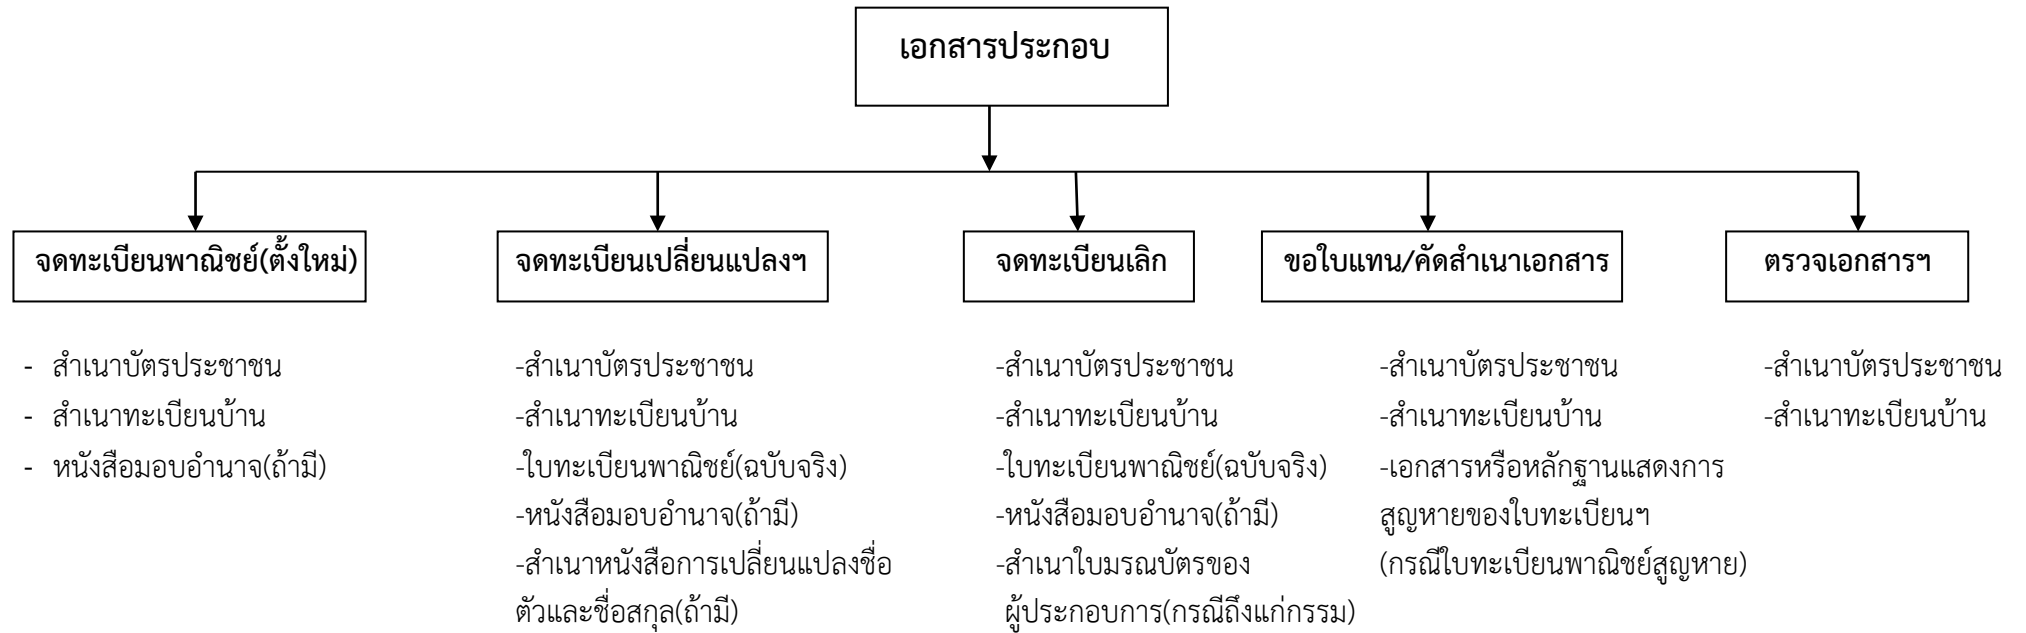 เอกสารประกอบ
จดทะเบียนพาณิชย์(ตั้งใหม่)
- สำเนาบัตรประชาชน
- สำเนาทะเบียนบ้าน
- หนังสือมอบอำนาจ(ถ้ามี)
จดทะเบียนเปลี่ยนแปลงฯ
-สำเนาบัตรประชาชน
-สำเนาทะเบียนบ้าน
-ใบทะเบียนพาณิชย์(ฉบับจริง)
-หนังสือมอบอำนาจ(ถ้ามี)
-สำเนาหนังสือการเปลี่ยนแปลงชื่อ
ตัวและชื่อสกุล(ถ้ามี)
จดทะเบียนเลิก
-สำเนาบัตรประชาชน
-สำเนาทะเบียนบ้าน
-ใบทะเบียนพาณิชย์(ฉบับจริง)
-หนังสือมอบอำนาจ(ถ้ามี)
-สำเนาใบมรณบัตรของ
ผู้ประกอบการ(กรณีถึงแก่กรรม)
ขอใบแทน/คัดสำเนาเอกสาร
-สำเนาบัตรประชาชน
-สำเนาทะเบียนบ้าน
-เอกสารหรือหลักฐานแสดงการ
สูญหายของใบทะเบียนฯ
(กรณีใบทะเบียนพาณิชย์สูญหาย)
ตรวจเอกสารฯ
-สำเนาบัตรประชาชน
-สำเนาทะเบียนบ้าน